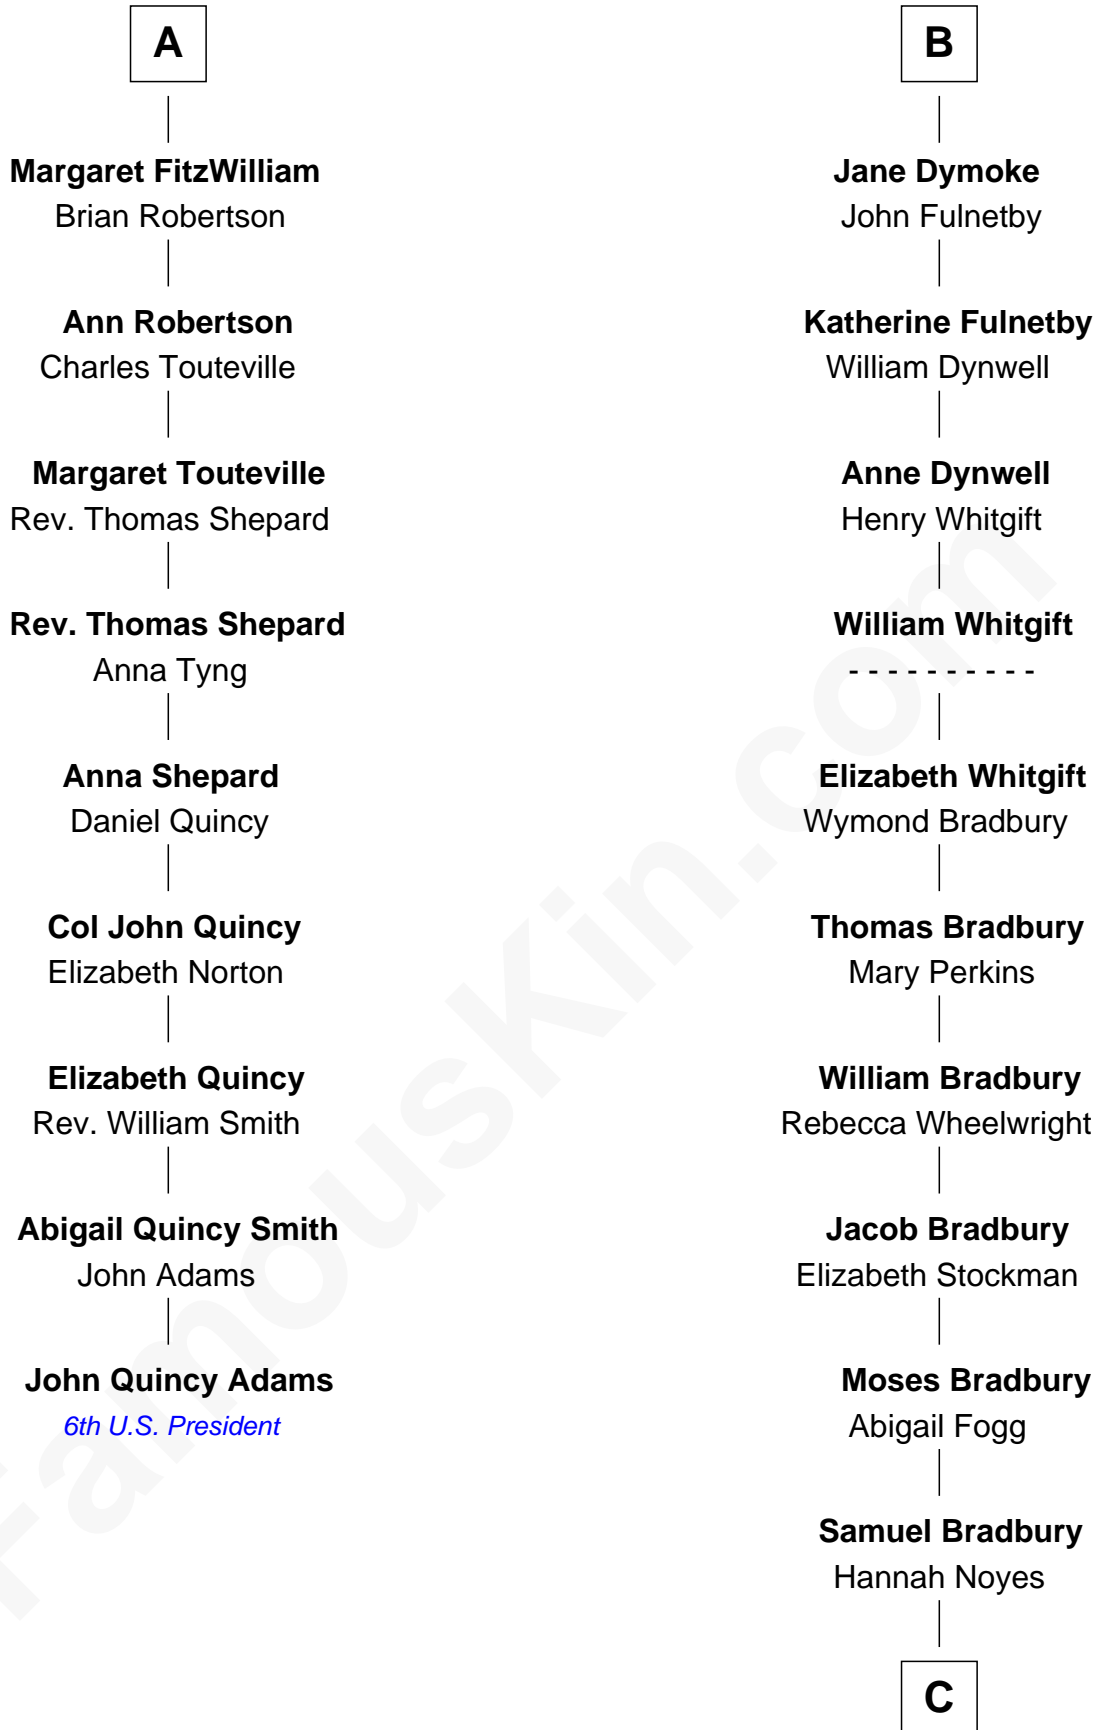 A
Margaret FitzWilliam
Brian Robertson
Ann Robertson
Charles Touteville
Margaret Touteville
Rev. Thomas Shepard
Rev. Thomas Shepard
Anna Tyng
Anna Shepard
Daniel Quincy
Col John Quincy
Elizabeth Norton
Elizabeth Quincy
Rev. William Smith
Abigail Quincy Smith
John Adams
John Quincy Adams
6th U.S. President
B
Jane Dymoke
John Fulnetby
Katherine Fulnetby
William Dynwell
Anne Dynwell
Henry Whitgift
William Whitgift
- - - - - - - - - -
Elizabeth Whitgift
Wymond Bradbury
Thomas Bradbury
Mary Perkins
William Bradbury
Rebecca Wheelwright
Jacob Bradbury
Elizabeth Stockman
Moses Bradbury
Abigail Fogg
Samuel Bradbury
Hannah Noyes
C
FamousKin.com